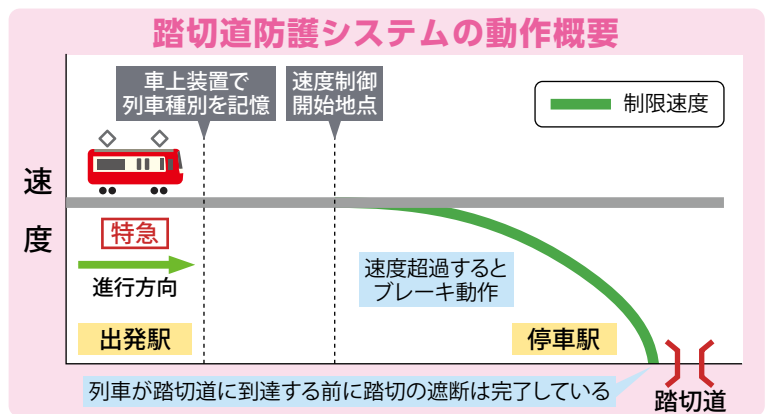 踏切道防護システムの動作概要
車上装置で
列車種別を記憶
速度制御
開始地点
制限速度
速度
特急
進行方向
速度超過すると
ブレーキ動作
出発駅
停車駅
列車が踏切道に到達する前に踏切の遮断は完了している
踏切道